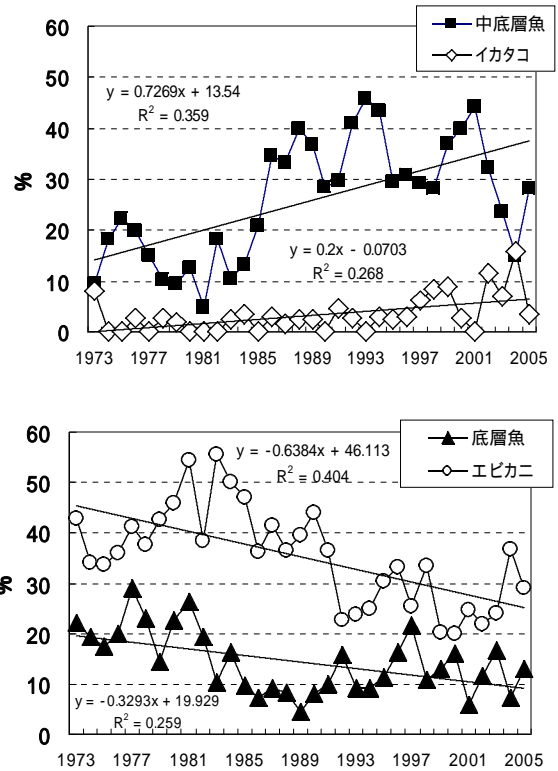 60
50
40
30
20
10
0
%
中底層魚
イカタコ
y = 0.7269x + 13.54
R² = 0.359
y = 0.2x - 0.0703
R² = 0.268
1973 1977 1981 1985 1989 1993 1997 2001 2005
60
50
40
30
20
10
0
%
底層魚
エビカニ
y = -0.6384x + 46.113
R² = 0.404
y = -0.3293x + 19.929
R² = 0.259
1973 1977 1981 1985 1989 1993 1997 2001 2005